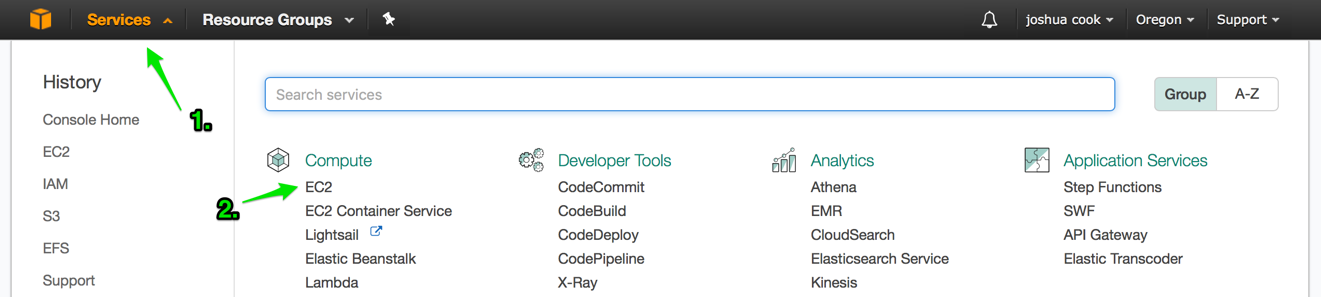 Services Resource Groups joshua cook Oregon Support
History
Search services
Group A-Z
1.
Console Home
EC2
IAM
S3
EFS
Support
2.
Compute
EC2
EC2 Container Service
Lightsail
Elastic Beanstalk
Lambda
Developer Tools
CodeCommit
CodeBuild
CodeDeploy
CodePipeline
X-Ray
Analytics
Athena
EMR
CloudSearch
Elasticsearch Service
Kinesis
Application Services
Step Functions
SWF
API Gateway
Elastic Transcoder